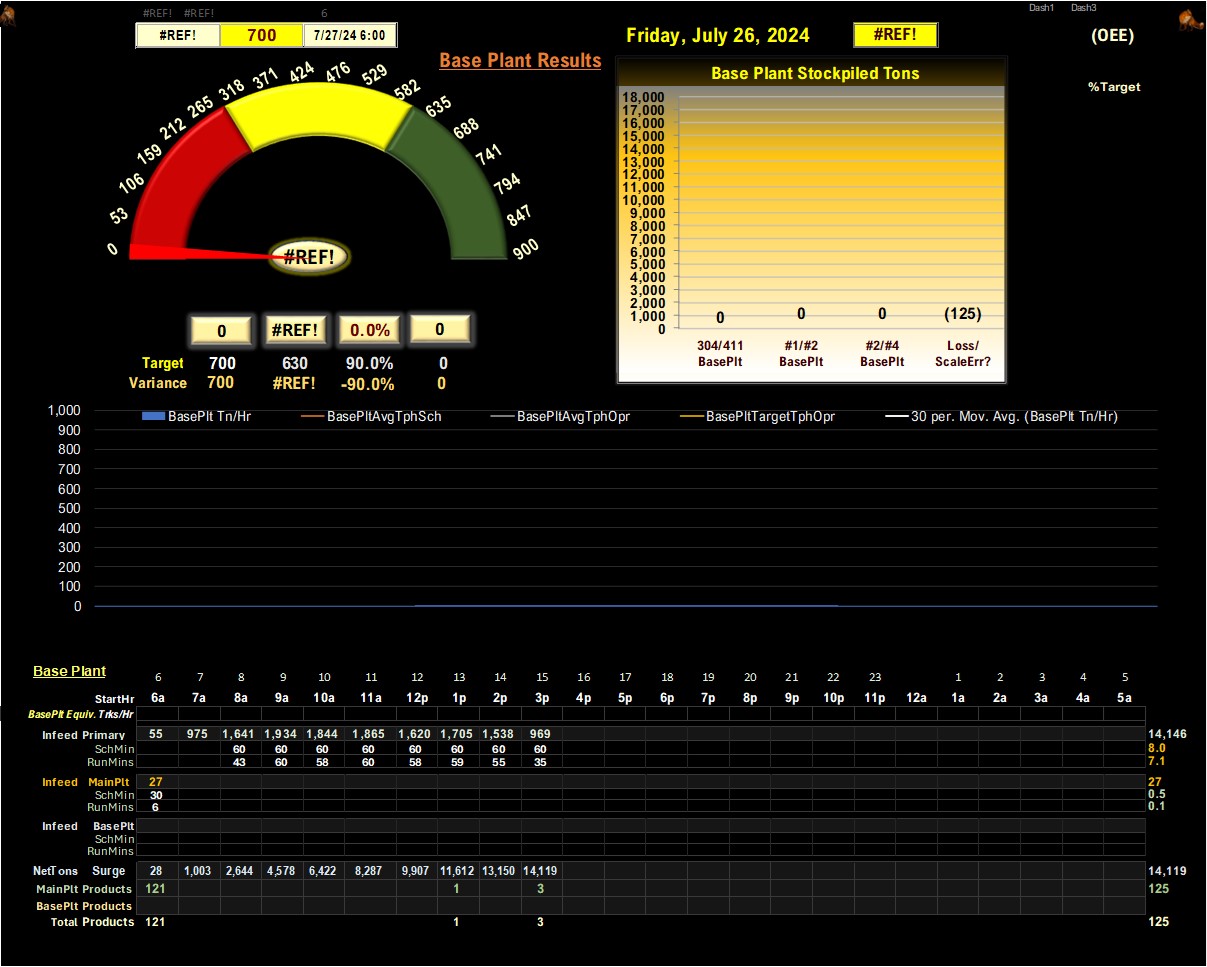 #REF! #REF! 6 Dash1 Dash3
#REF! 700 7/27/24 6:00 Friday, July 26, 2024 #REF! (OEE)
Base Plant Results
%Target
0 53 106 159 212 265 318 371 424 476 529 582 635 688 741 794 847 900
#REF!
Base Plant Stockpiled Tons
18,000
17,000
16,000
15,000
14,000
13,000
12,000
11,000
10,000
9,000
8,000
7,000
6,000
5,000
4,000
3,000
2,000
1,000
0
0 0 0 (125)
304/411 #1/#2 #2/#4 Loss/
BasePlt BasePlt BasePlt ScaleErr?
0 #REF! 0.0% 0
Target 700 630 90.0% 0
Variance 700 #REF! -90.0% 0
BasePlt Tn/Hr BasePltAvgTphSch BasePltAvgTphOpr BasePltTargetTphOpr 30 per. Mov. Avg. (BasePlt Tn/Hr)
1,000
900
800
700
600
500
400
300
200
100
0
Base Plant 6 7 8 9 10 11 12 13 14 15 16 17 18 19 20 21 22 23 1 2 3 4 5
StartHr 6a 7a 8a 9a 10a 11a 12p 1p 2p 3p 4p 5p 6p 7p 8p 9p 10p 11p 12a 1a 2a 3a 4a 5a
BasePlt Equiv. Trks/Hr
Infeed Primary 55 975 1,641 1,934 1,844 1,865 1,620 1,705 1,538 969 14,146
SchMin 60 60 60 60 60 60 60 60 8.0
RunMins 43 60 58 60 58 59 55 35 7.1
Infeed MainPlt 27 27
SchMin 30 0.5
RunMins 6 0.1
Infeed BasePlt
SchMin
RunMins
NetTons Surge 28 1,003 2,644 4,578 6,422 8,287 9,907 11,612 13,150 14,119 14,119
MainPlt Products 121 1 3 125
BasePlt Products
Total Products 121 1 3 125